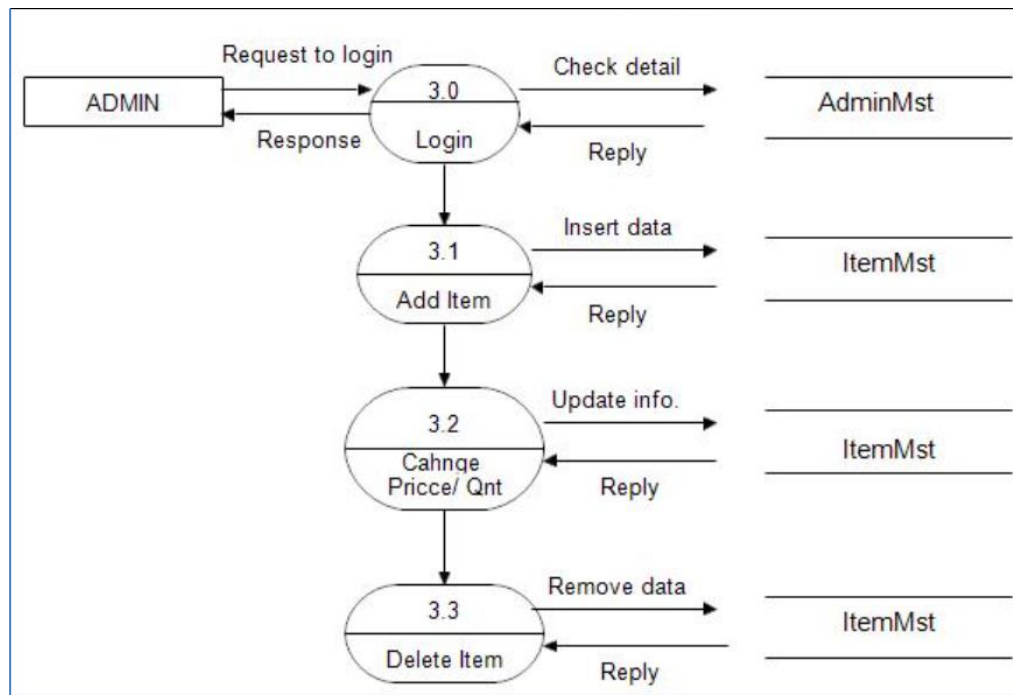 Request to login
Check detail
ADMIN
3.0
AdminMst
Response
Login
Reply
Insert data
3.1
ItemMst
Add Item
Reply
Update info.
3.2
ItemMst
Cahnge
Pricce/ Qnt
Reply
Remove data
3.3
ItemMst
Delete Item
Reply